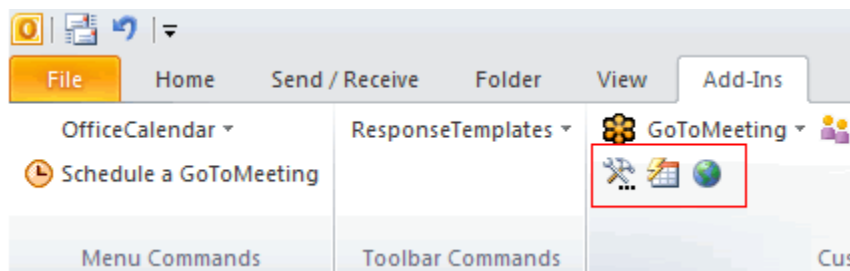 File Home Send / Receive Folder View Add-Ins
OfficeCalendar ResponseTemplates GoToMeeting
Schedule a GoToMeeting
Menu Commands Toolbar Commands